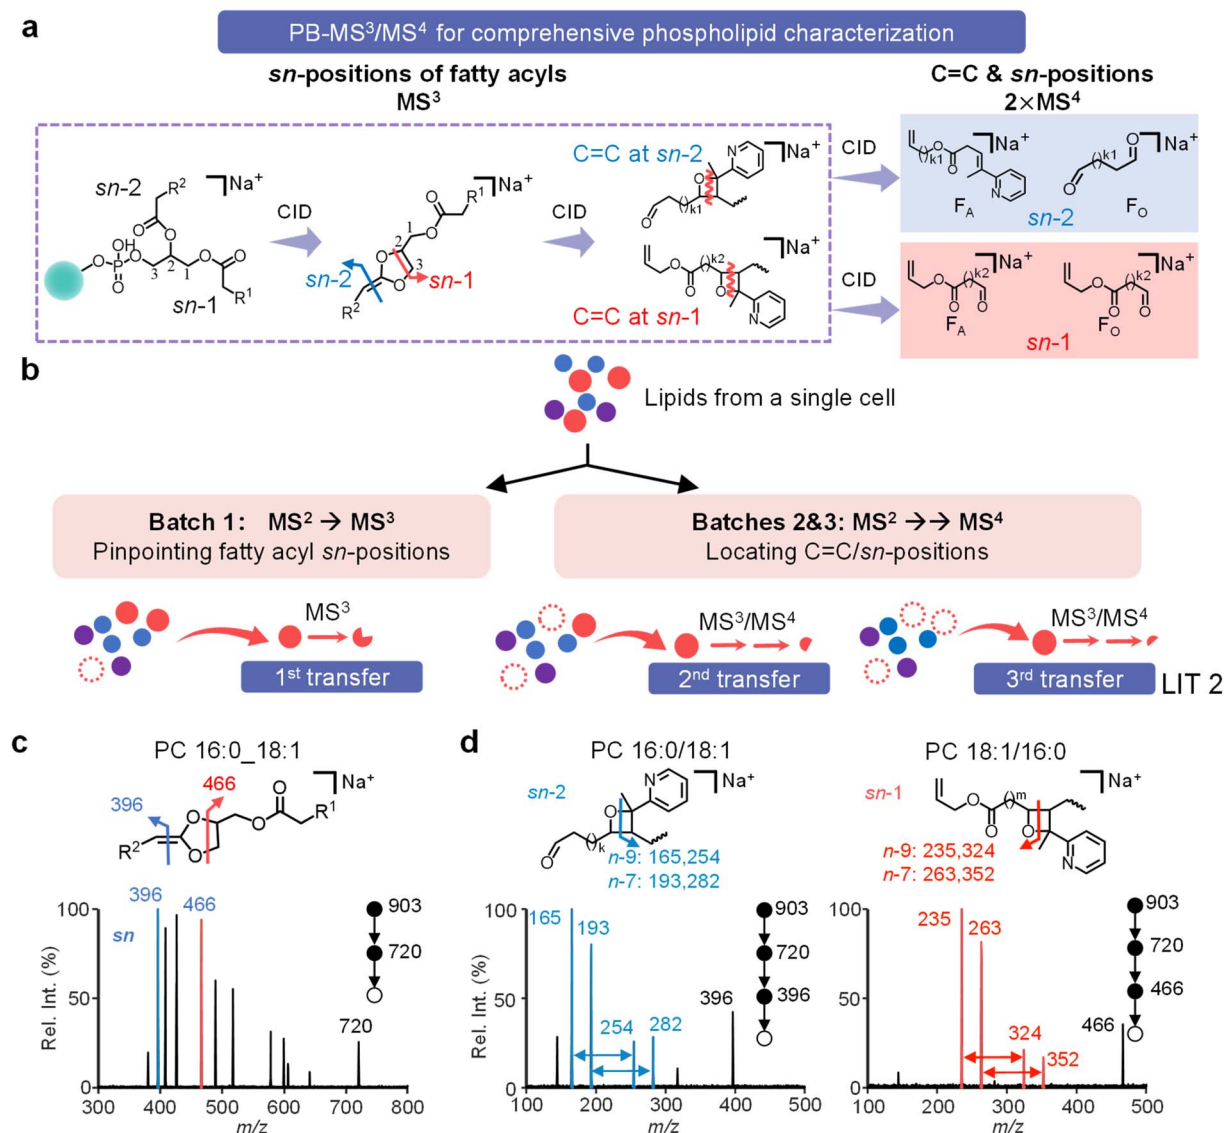 a
PB-MS³/MS⁴ for comprehensive phospholipid characterization
sn-positions of fatty acyls
MS³
C=C & sn-positions
2×MS⁴
sn-2
R²
O
O
OH
O
P
O
3
2
1
O
O
sn-1
R¹
Na⁺
CID
R¹
O
O
1
2
O
O
3
sn-2
sn-1
R²
Na⁺
CID
C=C at sn-2
N
O
O
( )k1
Na⁺
C=C at sn-1
O
O
( )k2
O
N
Na⁺
CID
( )k1
O
O
N
Na⁺
F_A
( )k1
O
O
Na⁺
F_O
sn-2
CID
O
O
( )k2
O
Na⁺
F_A
O
O
( )k2
O
Na⁺
F_O
sn-1
b
Lipids from a single cell
Batch 1: MS² → MS³
Pinpointing fatty acyl sn-positions
Batches 2&3: MS² →→ MS⁴
Locating C=C/sn-positions
MS³
1st transfer
MS³/MS⁴
2nd transfer
MS³/MS⁴
3rd transfer
LIT 2
c
PC 16:0_18:1
Na⁺
396
466
O
O
O
O
R¹
R²
396
466
sn
903
720
720
100
50
0
Rel. Int. (%)
300 400 500 600 700 800
m/z
d
PC 16:0/18:1
sn-2
N
O
O
( )k
Na⁺
n-9: 165,254
n-7: 193,282
165
193
254
282
396
903
720
396
100
50
0
Rel. Int. (%)
100 200 300 400 500
m/z
PC 18:1/16:0
sn-1
O
O
( )m
O
N
Na⁺
n-9: 235,324
n-7: 263,352
235
263
324
352
466
903
720
466
100
50
0
100 200 300 400 500
m/z